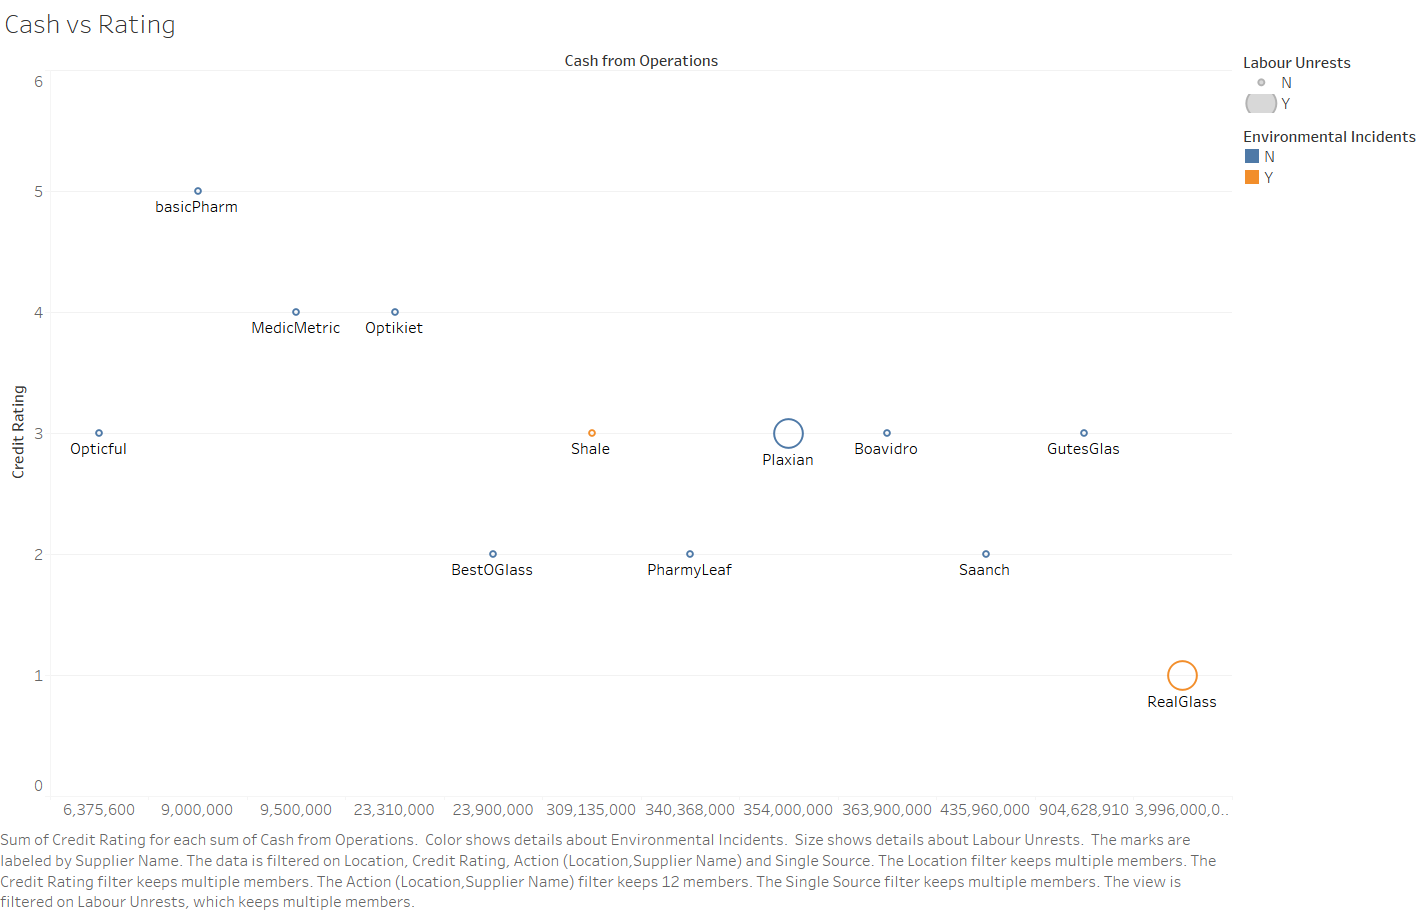 Cash vs Rating
Cash from Operations
Labour Unrests
N
Y
Environmental Incidents
N
Y
Credit Rating
6
5
4
3
2
1
0
basicPharm
MedicMetric
Optikiet
Opticful
Shale
Plaxian
Boavidro
GutesGlas
BestOGlass
PharmyLeaf
Saanch
RealGlass
6,375,600 9,000,000 9,500,000 23,310,000 23,900,000 309,135,000 340,368,000 354,000,000 363,900,000 435,960,000 904,628,910 3,996,000,0..
Sum of Credit Rating for each sum of Cash from Operations.  Color shows details about Environmental Incidents.  Size shows details about Labour Unrests.  The marks are
labeled by Supplier Name. The data is filtered on Location, Credit Rating, Action (Location,Supplier Name) and Single Source. The Location filter keeps multiple members. The
Credit Rating filter keeps multiple members. The Action (Location,Supplier Name) filter keeps 12 members. The Single Source filter keeps multiple members. The view is
filtered on Labour Unrests, which keeps multiple members.